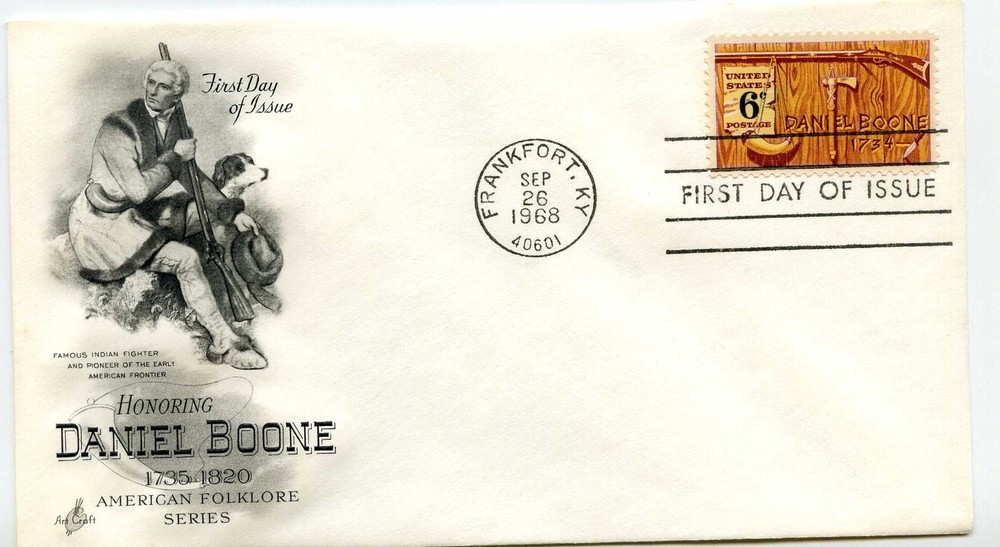 First Day
of Issue
FAMOUS INDIAN FIGHTER
AND PIONEER OF THE EARLY
AMERICAN FRONTIER
HONORING
DANIEL BOONE
1735-1820
AMERICAN FOLKLORE
SERIES
Art Craft
FRANKFORT, KY
SEP
26
1968
40601
UNITED
STATES
6¢
POSTAGE
DANIEL BOONE
1734
FIRST DAY OF ISSUE